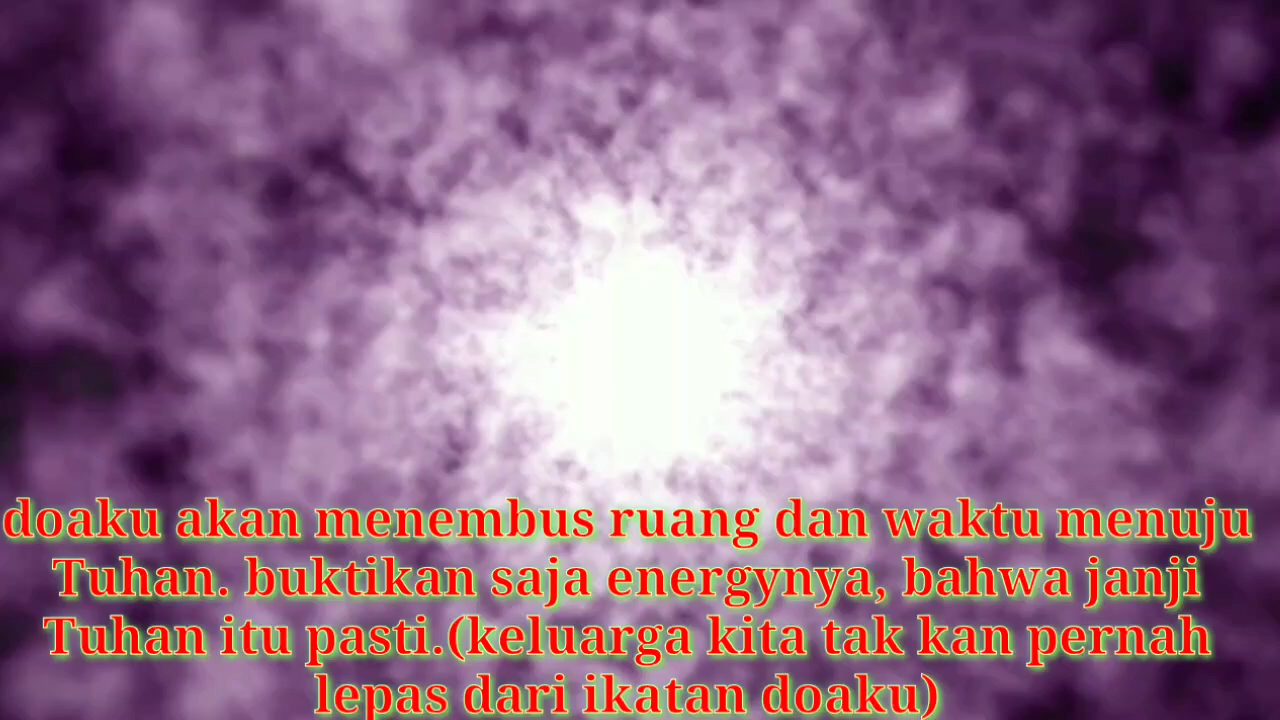 doaku akan menembus ruang dan waktu menuju
Tuhan. buktikan saja energynya, bahwa janji
Tuhan itu pasti.(keluarga kita tak kan pernah
lepas dari ikatan doaku)